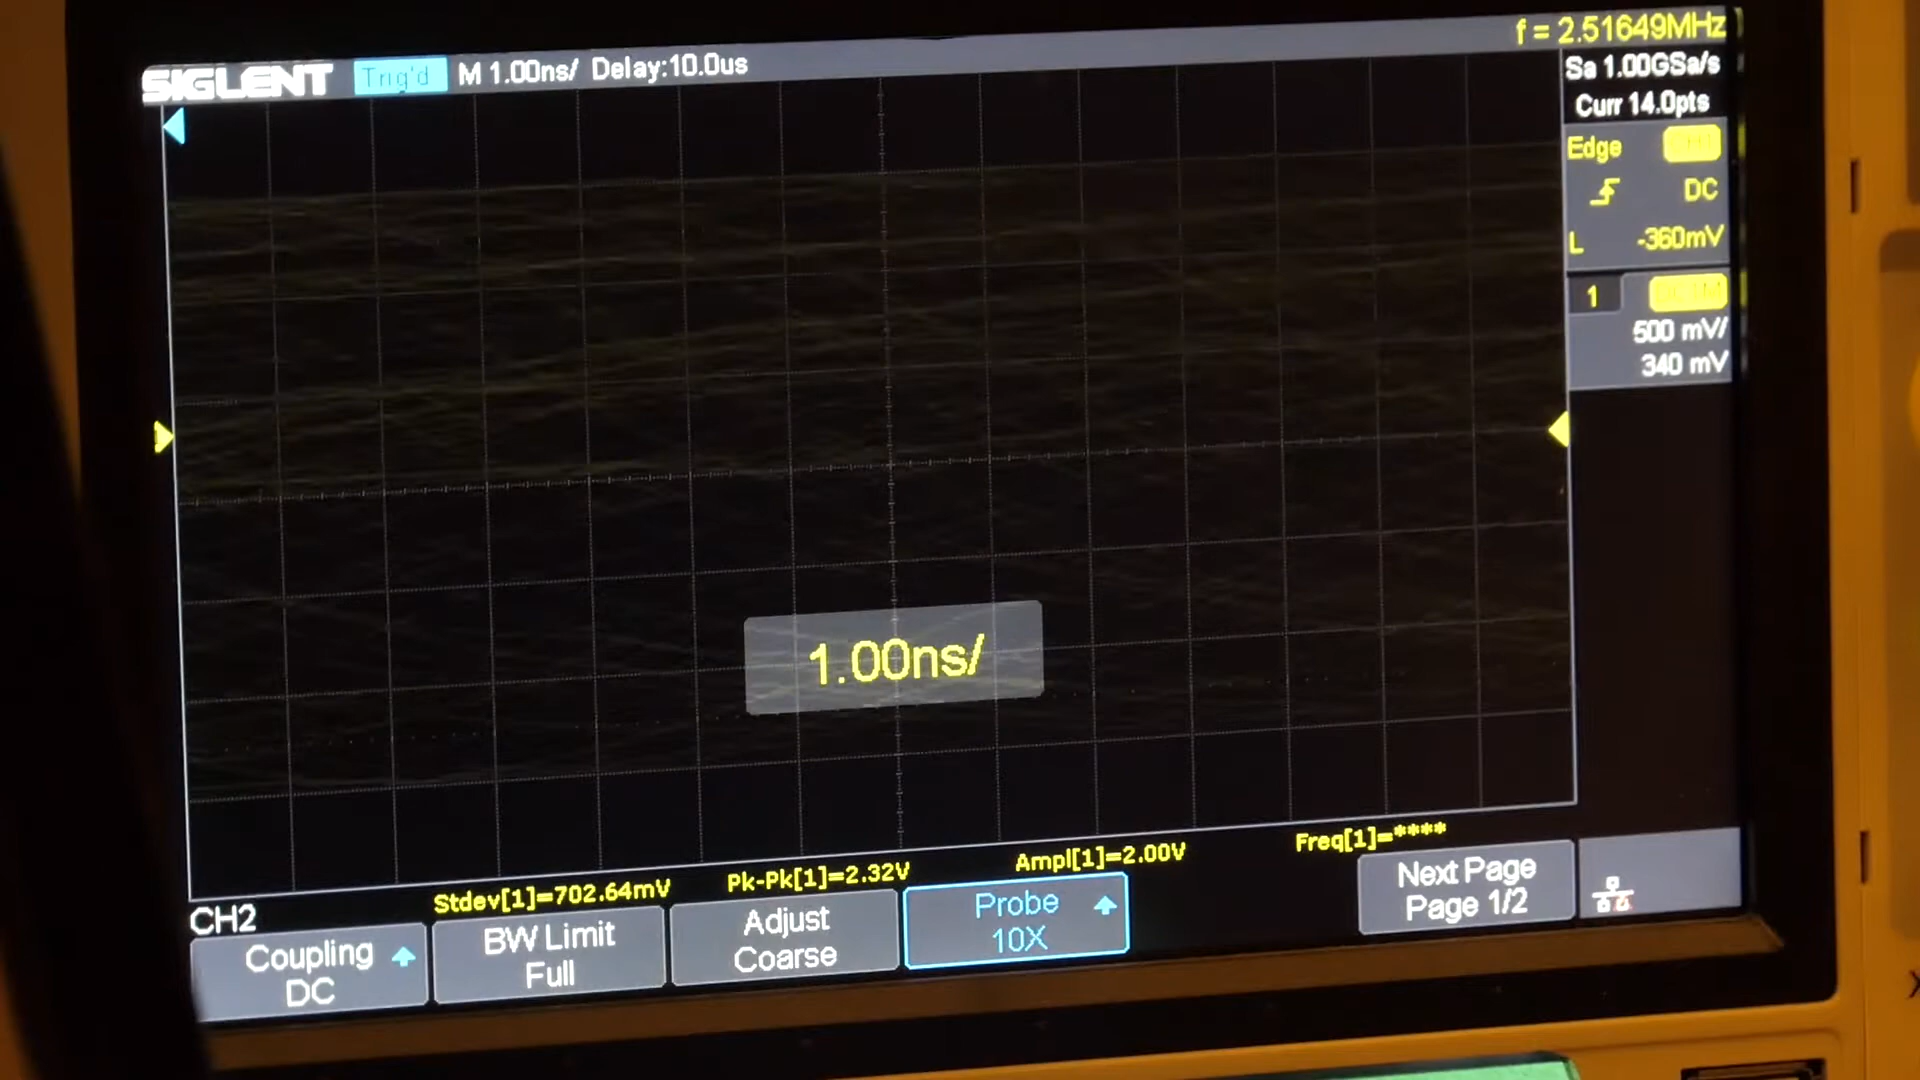 SIGLENT Trig'd M 1.00ns/ Delay:10.0us
f = 2.51649MHz
Sa 1.00GSa/s
Curr 14.0pts
Edge
DC
L -360mV
1
500 mV/
340 mV
1.00ns/
Stdev[1]=702.64mV Pk-Pk[1]=2.32V Ampl[1]=2.00V Freq[1]=****
CH2
Coupling
DC
BW Limit
Full
Adjust
Coarse
Probe
10X
Next Page
Page 1/2